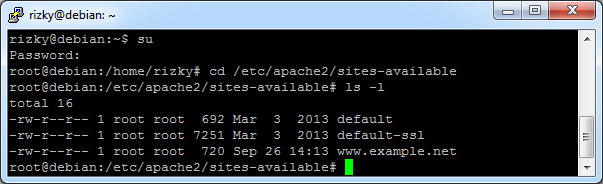 rizky@debian: ~
rizky@debian:~$ su
Password:
root@debian:/home/rizky# cd /etc/apache2/sites-available
root@debian:/etc/apache2/sites-available# ls -l
total 16
-rw-r--r-- 1 root root  692 Mar  3  2013 default
-rw-r--r-- 1 root root 7251 Mar  3  2013 default-ssl
-rw-r--r-- 1 root root  720 Sep 26 14:13 www.example.net
root@debian:/etc/apache2/sites-available#